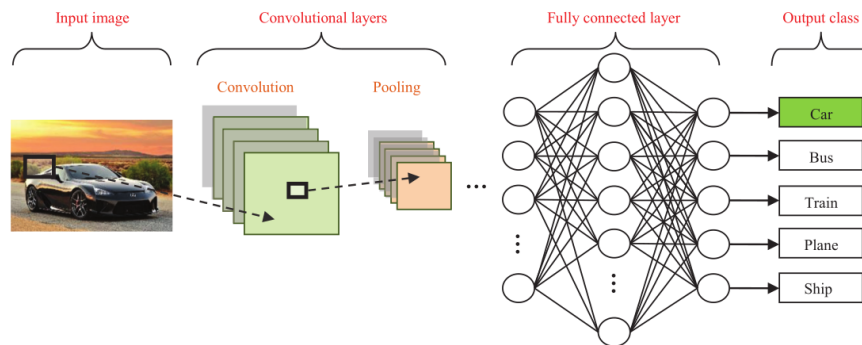 Input image
Convolutional layers
Fully connected layer
Output class
Convolution
Pooling
Car
Bus
Train
Plane
Ship